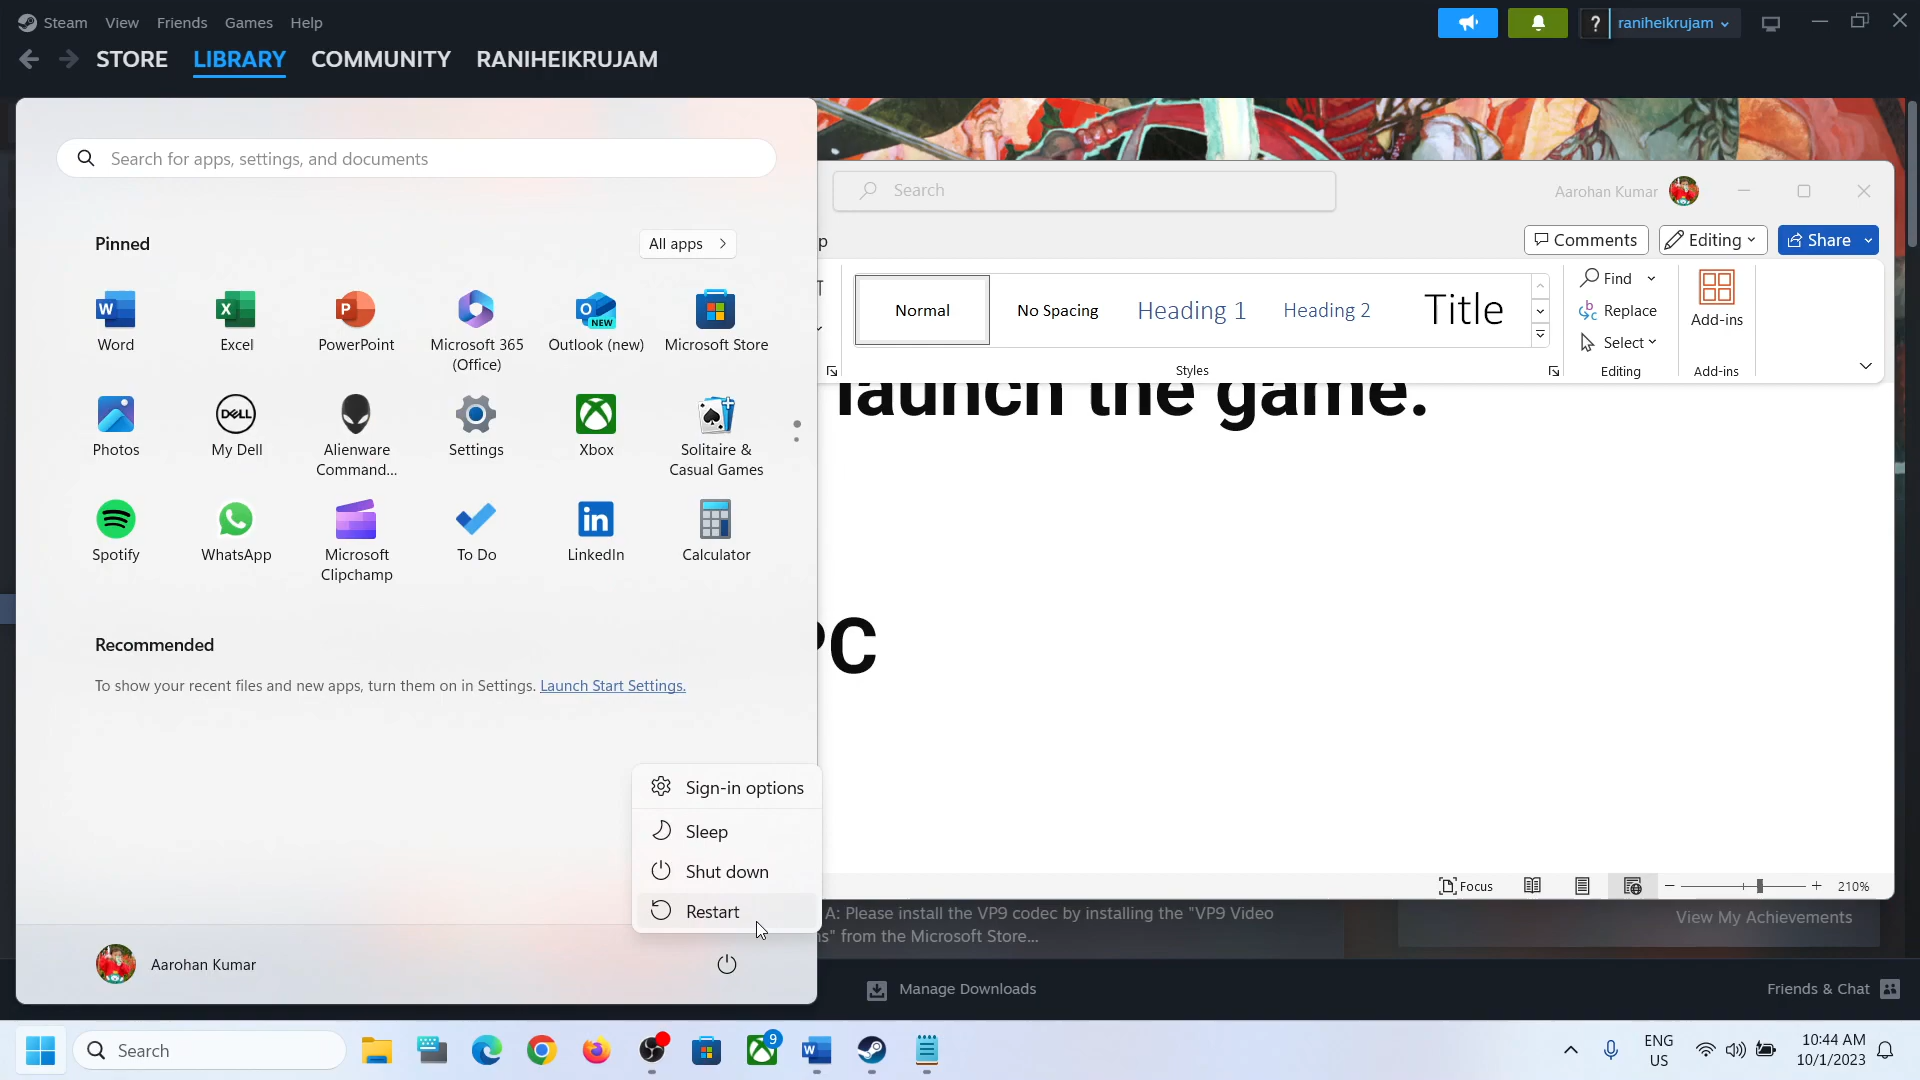 Steam View Friends Games Help
raniheikrujam
STORE LIBRARY COMMUNITY RANIHEIKRUJAM
Search for apps, settings, and documents
Pinned
All apps
Word
Excel
PowerPoint
Microsoft 365
(Office)
Outlook (new)
Microsoft Store
Photos
My Dell
Alienware
Command...
Settings
Xbox
Solitaire &
Casual Games
Spotify
WhatsApp
Microsoft
Clipchamp
To Do
LinkedIn
Calculator
Recommended
To show your recent files and new apps, turn them on in Settings. Launch Start Settings.
Sign-in options
Sleep
Shut down
Restart
Aarohan Kumar
Search
Aarohan Kumar
p
Comments
Editing
Share
Normal
No Spacing
Heading 1
Heading 2
Title
Styles
Find
Replace
Select
Editing
Add-ins
Add-ins
launch the game.
PC
Focus
210%
A: Please install the VP9 codec by installing the "VP9 Video
ns" from the Microsoft Store...
View My Achievements
Manage Downloads
Friends & Chat
Search
9
ENG
US
10:44 AM
10/1/2023